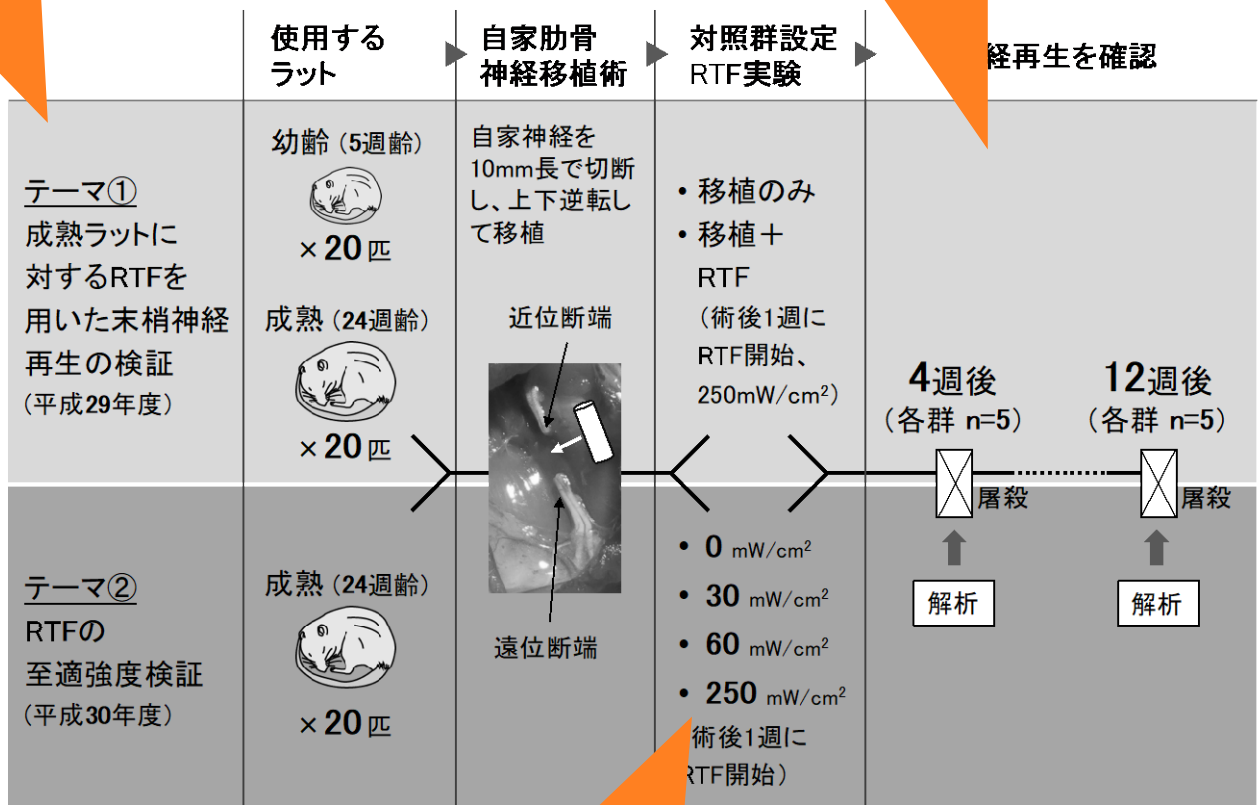 使用する
ラット
自家肋骨
神経移植術
対照群設定
RTF実験
経再生を確認
テーマ①
成熟ラットに
対するRTFを
用いた末梢神経
再生の検証
(平成29年度)
幼齢(5週齢)
×20匹
成熟(24週齢)
×20匹
自家神経を
10mm長で切断
し、上下逆転し
て移植
近位断端
遠位断端
• 移植のみ
• 移植＋
RTF
(術後1週に
RTF開始、
250mW/cm²)
4週後
(各群 n=5)
屠殺
解析
12週後
(各群 n=5)
屠殺
解析
テーマ②
RTFの
至適強度検証
(平成30年度)
成熟(24週齢)
×20匹
• 0 mW/cm²
• 30 mW/cm²
• 60 mW/cm²
• 250 mW/cm²
術後1週に
RTF開始)